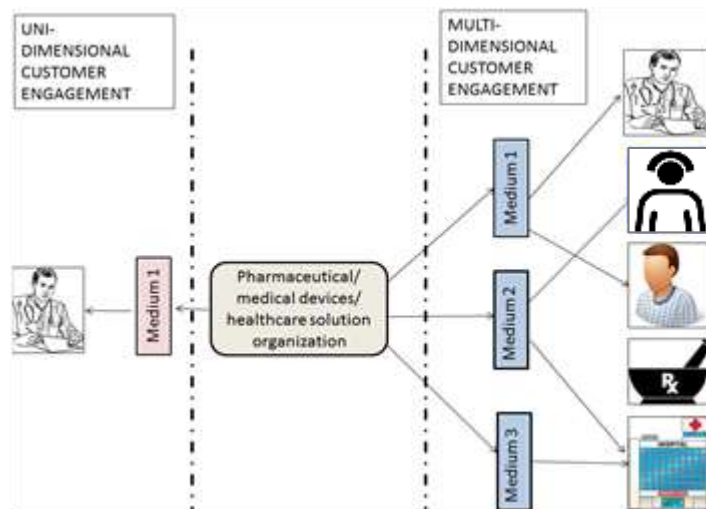 UNI-
DIMENSIONAL
CUSTOMER
ENGAGEMENT
MULTI-
DIMENSIONAL
CUSTOMER
ENGAGEMENT
Medium 1
Pharmaceutical/
medical devices/
healthcare solution
organization
Medium 1
Medium 2
Medium 3
Rx
HOSPITAL